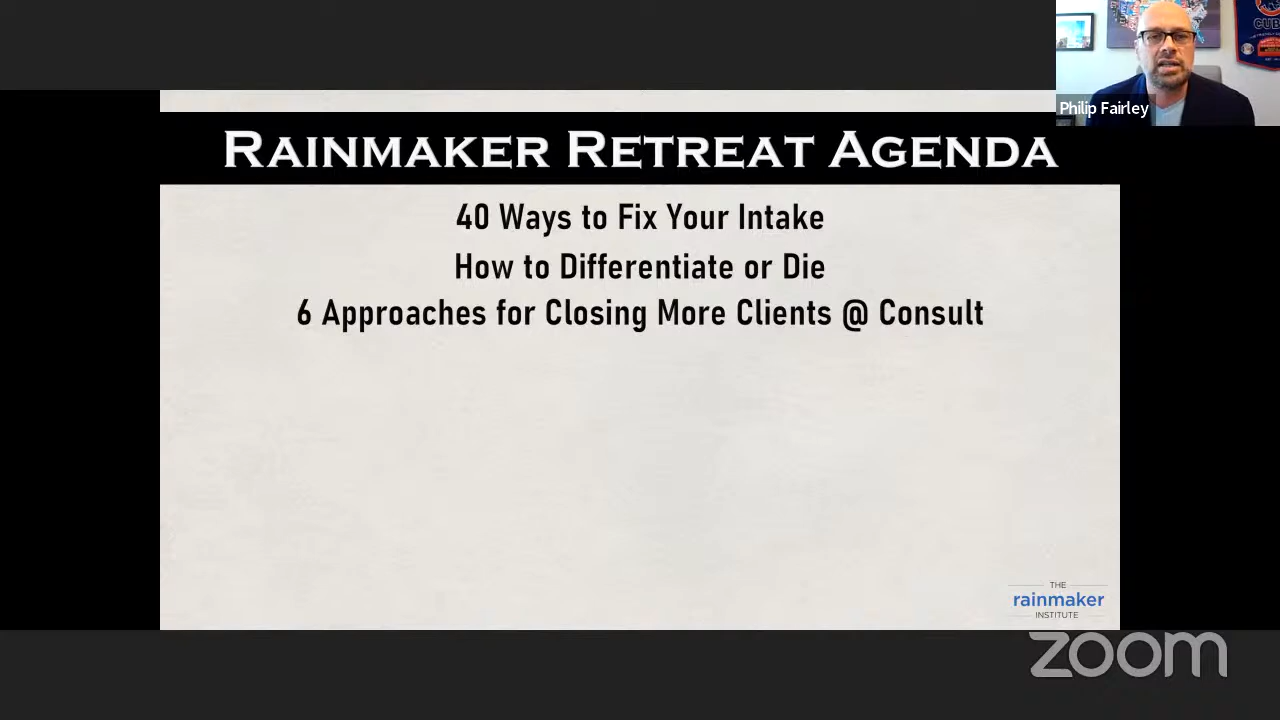 CUBS
Philip Fairley
RAINMAKER RETREAT AGENDA
40 Ways to Fix Your Intake
How to Differentiate or Die
6 Approaches for Closing More Clients @ Consult
THE
rainmaker
INSTITUTE
zoom